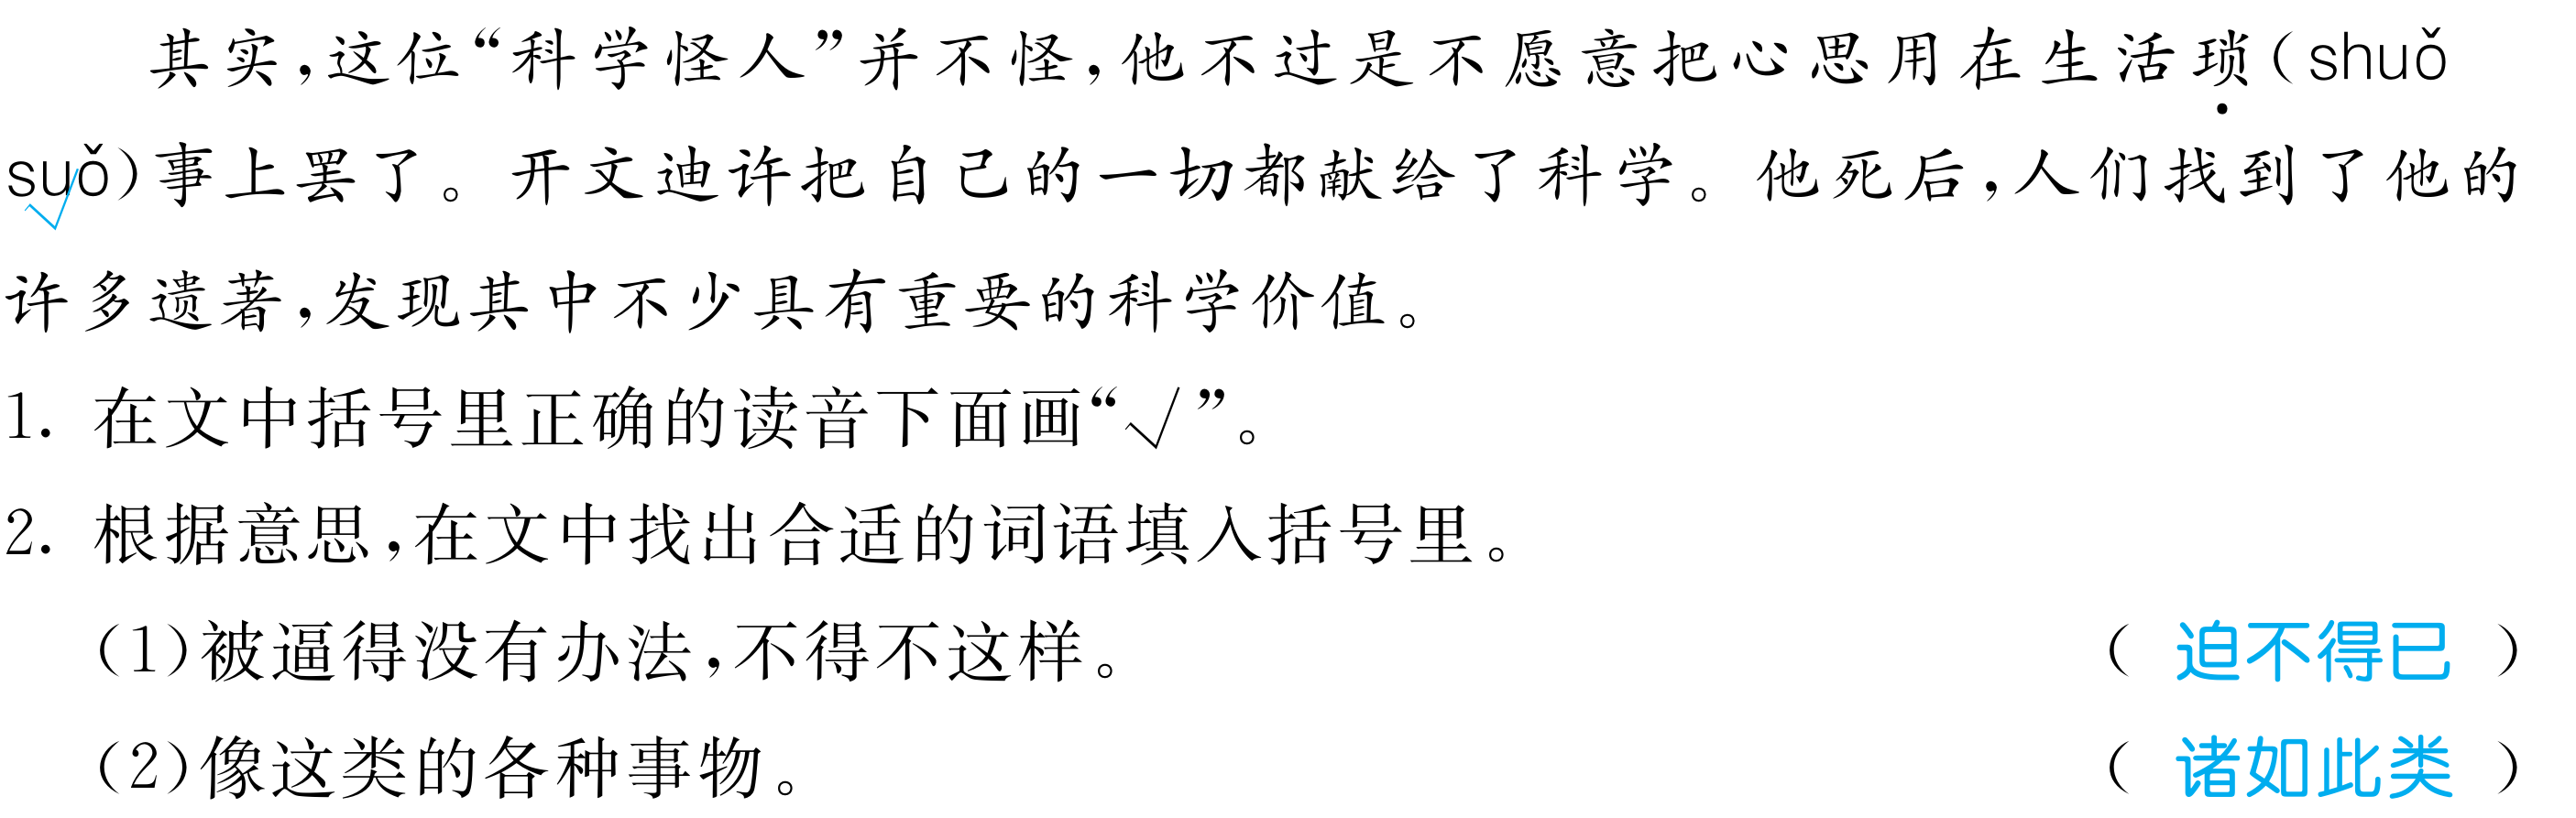 其实，这位“科学怪人”并不怪，他不过是不愿意把心思用在生活琐（shuǒ
suǒ）事上罢了。开文迪许把自己的一切都献给了科学。他死后，人们找到了他的
√
许多遗著，发现其中不少具有重要的科学价值。
1. 在文中括号里正确的读音下面画“√”。
2. 根据意思，在文中找出合适的词语填入括号里。
（1）被逼得没有办法，不得不这样。（ 迫不得已 ）
（2）像这类的各种事物。（ 诸如此类 ）